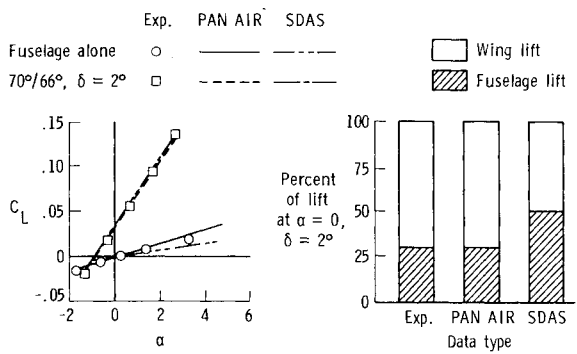 Exp. PAN AIR SDAS
Fuselage alone
70°/66°, δ = 2°
Wing lift
Fuselage lift
.15
.10
C_L .05
0
-.05
-2 0 2 4 6
α
100
75
Percent of lift at α = 0, δ = 2°
50
25
0
Exp. PAN AIR SDAS
Data type